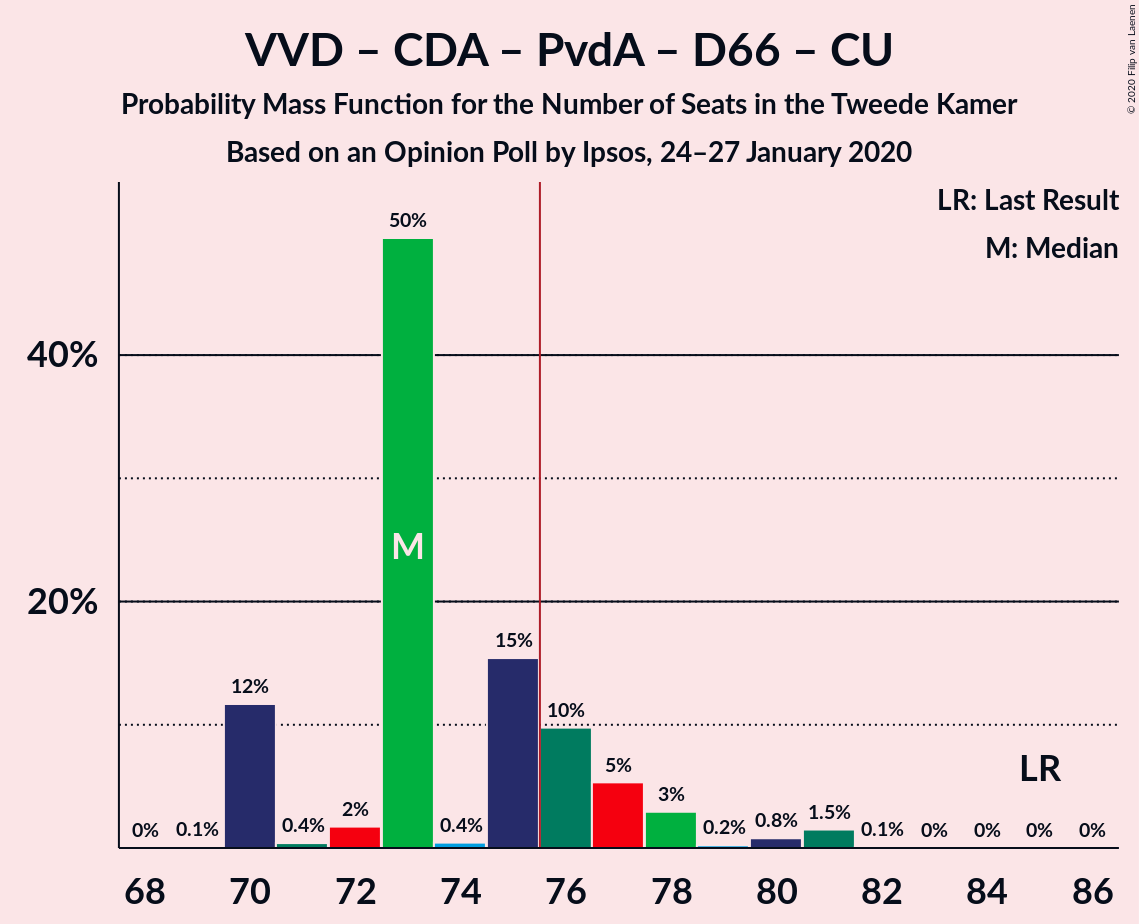 VVD – CDA – PvdA – D66 – CU
Probability Mass Function for the Number of Seats in the Tweede Kamer
Based on an Opinion Poll by Ipsos, 24–27 January 2020
© 2020 Filip van Laenen
LR: Last Result
M: Median
40%
20%
0%
0.1%
12%
0.4%
2%
50%
M
0.4%
15%
10%
5%
3%
0.2%
0.8%
1.5%
0.1%
0%
0%
0%
0%
LR
68 70 72 74 76 78 80 82 84 86